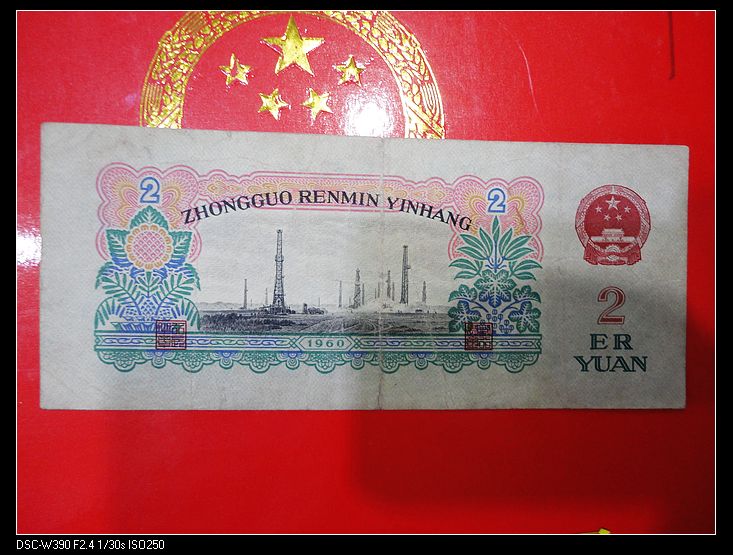 2
2
ZHONGGUO RENMIN YINHANG
2
ER
YUAN
1960
DSC-W390 F2.4 1/30s ISO250